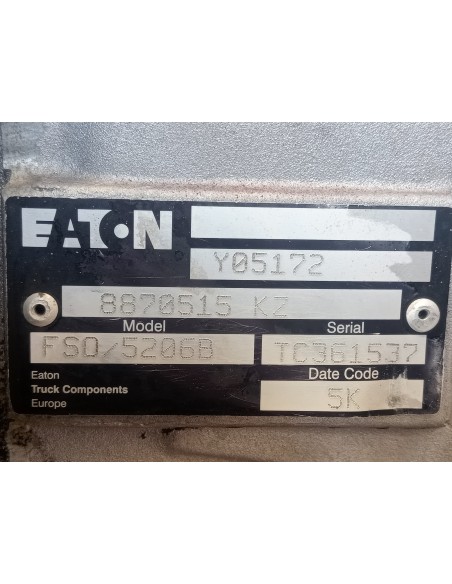 EATON
Y05172
8870515 KZ
Model Serial
FSO/5206B TC361537
Eaton Date Code
Truck Components
Europe 5K